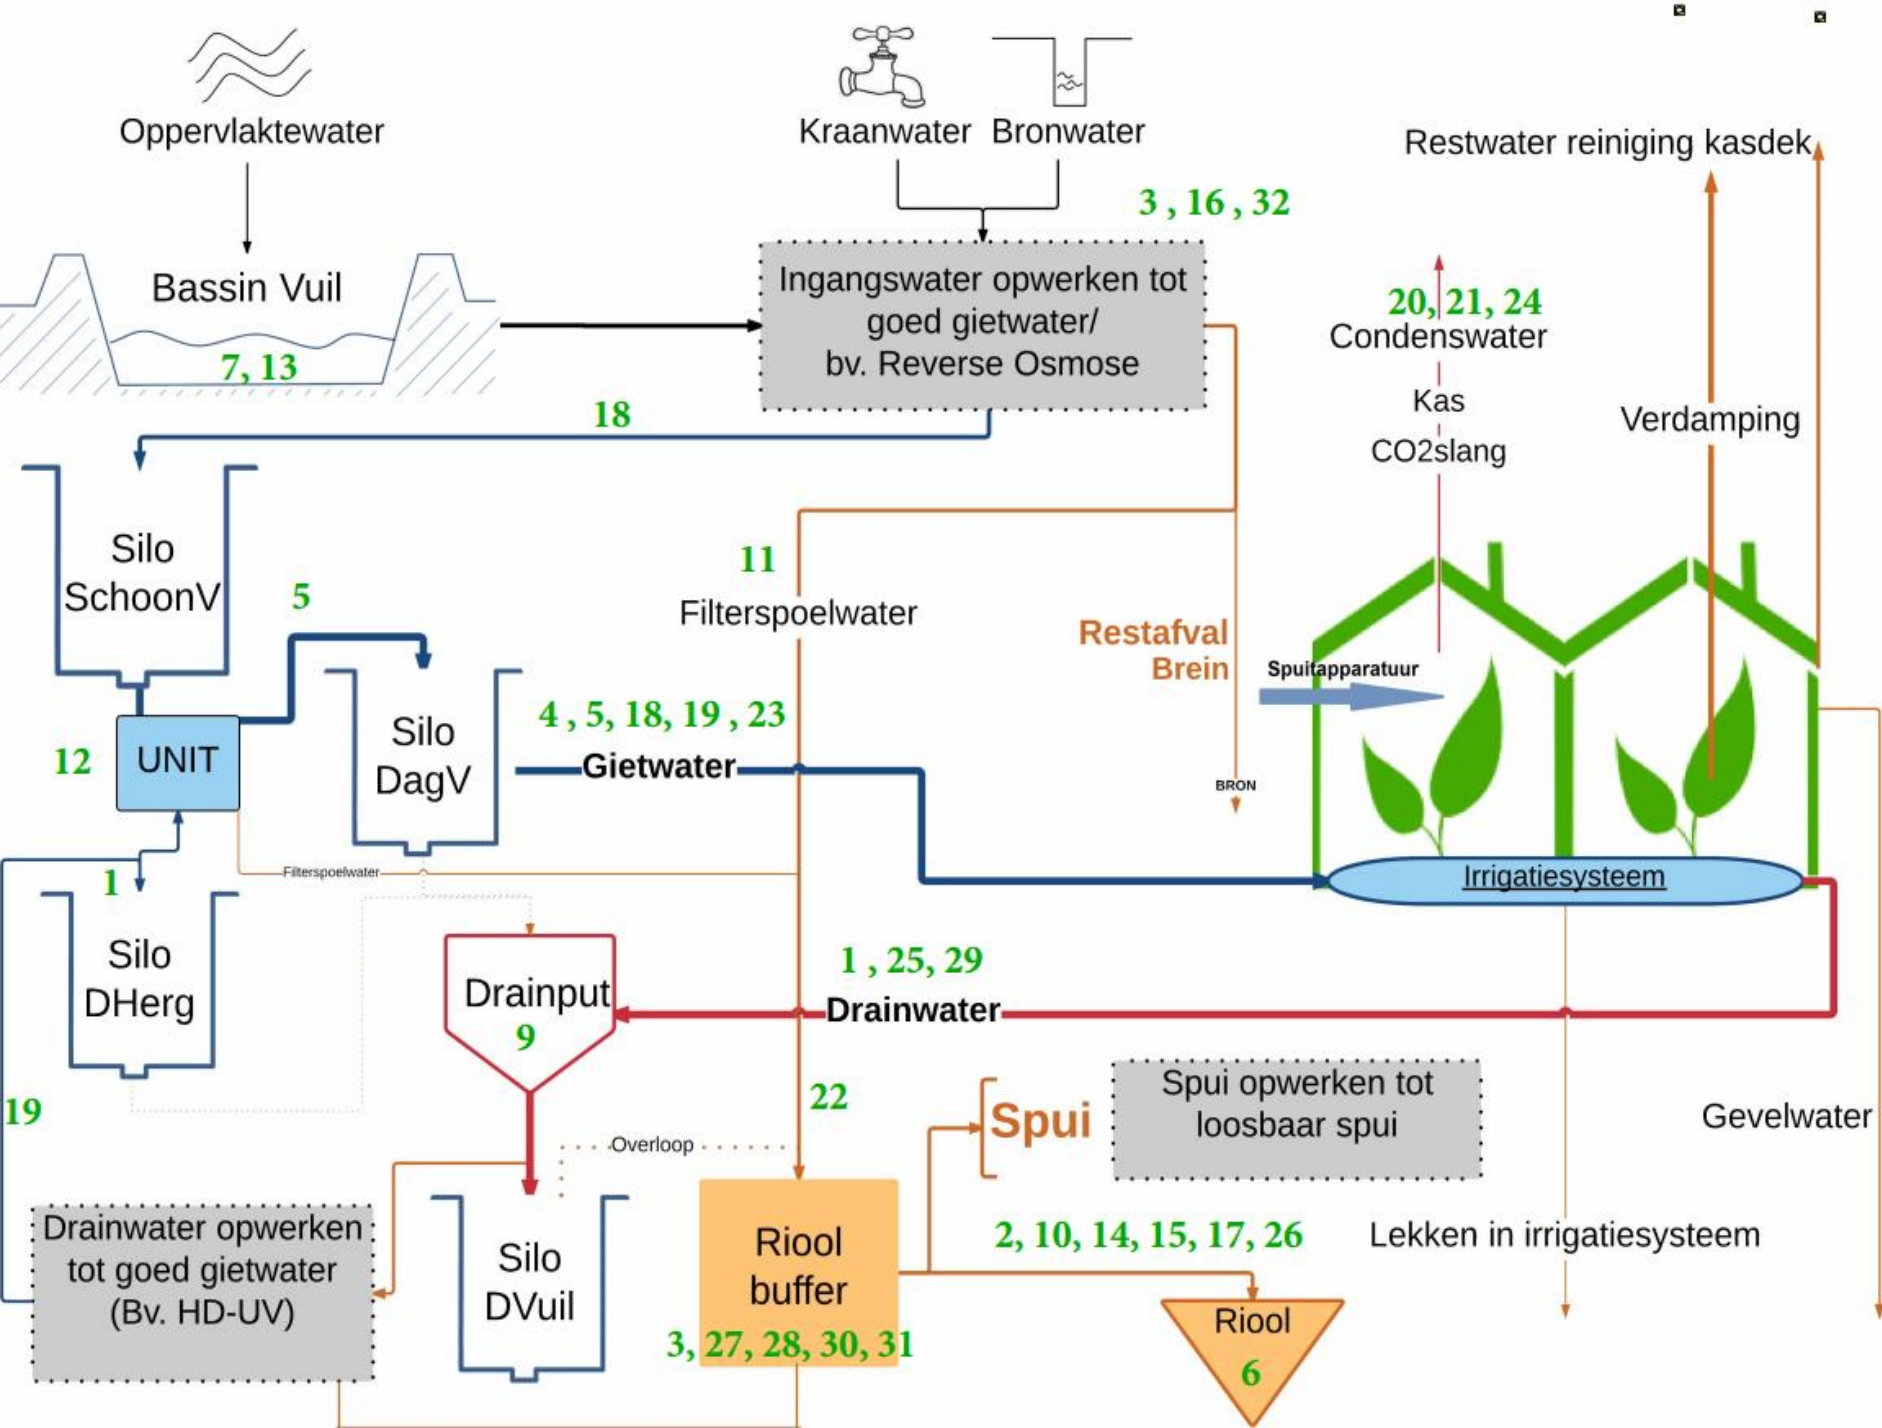 Oppervlaktewater
Kraanwater
Bronwater
Restwater reiniging kasdek
3 , 16 , 32
Bassin Vuil
7, 13
Ingangswater opwerken tot
goed gietwater/
bv. Reverse Osmose
20, 21, 24
Condenswater
Kas
CO2slang
Verdamping
18
Silo
SchoonV
5
11
Filterspoelwater
Restafval
Brein
Spuitapparatuur
12
UNIT
Silo
DagV
4 , 5, 18, 19 , 23
Gietwater
BRON
Filterspoelwater
Irrigatiesysteem
1
Silo
DHerg
Drainput
9
1 , 25, 29
Drainwater
19
22
Spui
Spui opwerken tot
loosbaar spui
Gevelwater
Overloop
Drainwater opwerken
tot goed gietwater
(Bv. HD-UV)
Silo
DVuil
Riool
buffer
3, 27, 28, 30, 31
2, 10, 14, 15, 17, 26
Lekken in irrigatiesysteem
Riool
6